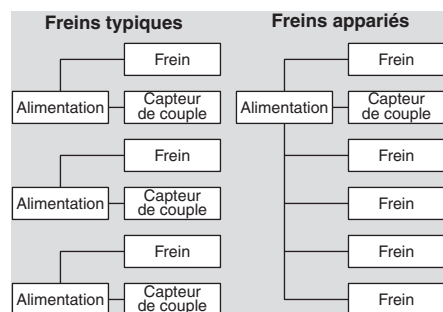 Freins typiques
Frein
Alimentation
Capteur
de couple
Frein
Alimentation
Capteur
de couple
Frein
Alimentation
Capteur
de couple
Freins appariés
Frein
Alimentation
Capteur
de couple
Frein
Frein
Frein
Frein